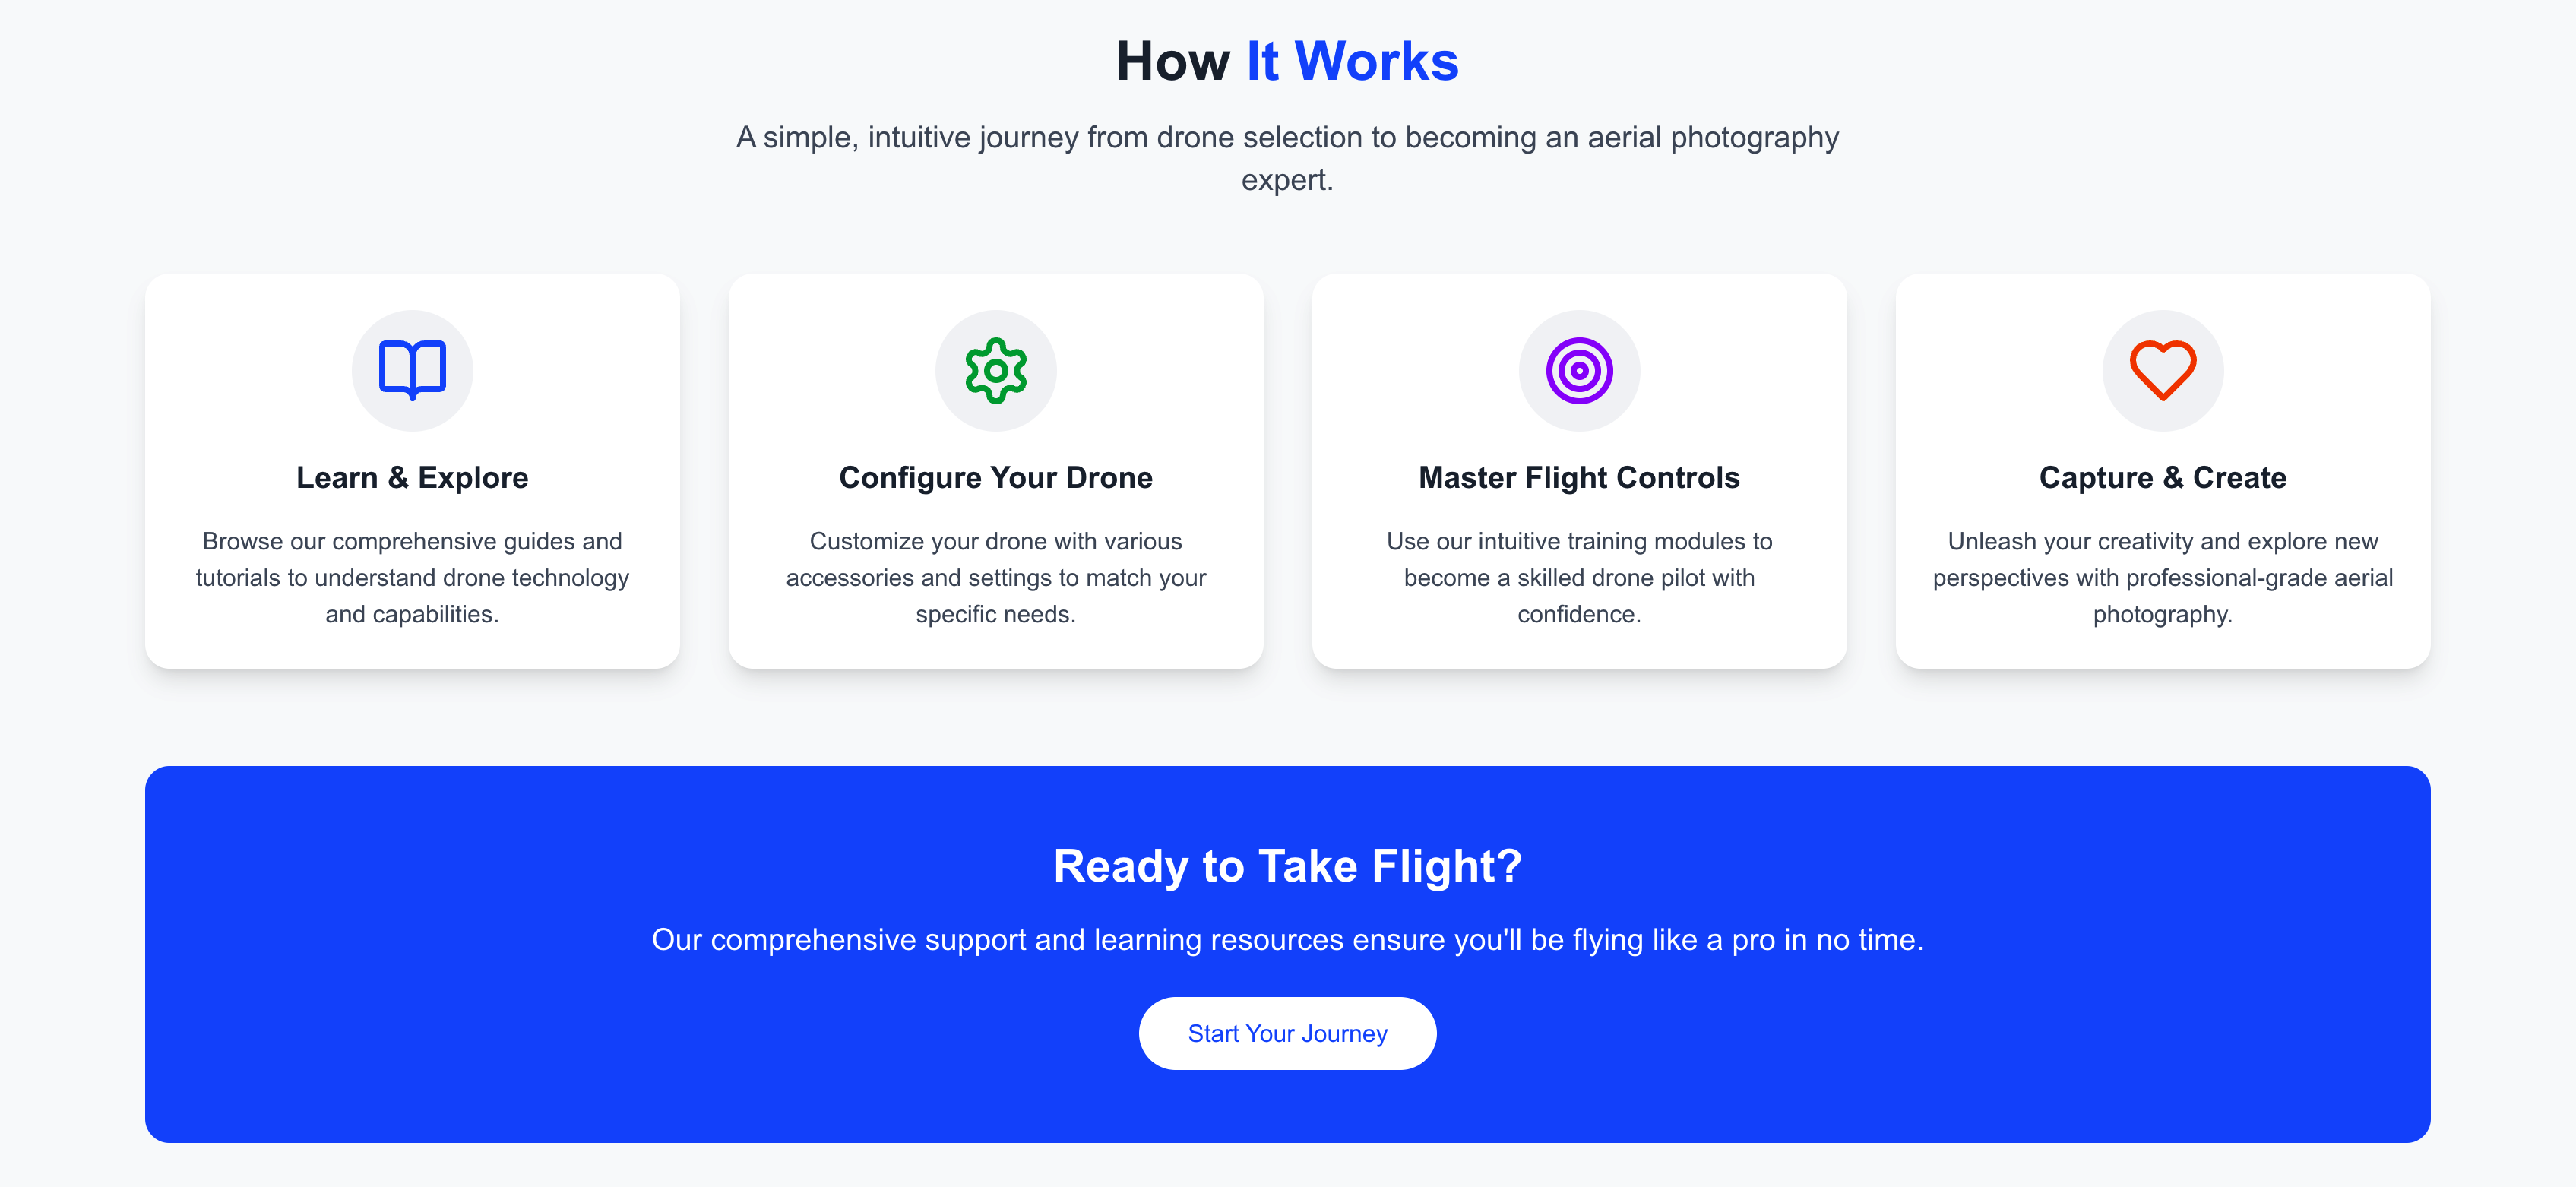 How It Works
A simple, intuitive journey from drone selection to becoming an aerial photography
expert.
Learn & Explore
Browse our comprehensive guides and
tutorials to understand drone technology
and capabilities.
Configure Your Drone
Customize your drone with various
accessories and settings to match your
specific needs.
Master Flight Controls
Use our intuitive training modules to
become a skilled drone pilot with
confidence.
Capture & Create
Unleash your creativity and explore new
perspectives with professional-grade aerial
photography.
Ready to Take Flight?
Our comprehensive support and learning resources ensure you'll be flying like a pro in no time.
Start Your Journey